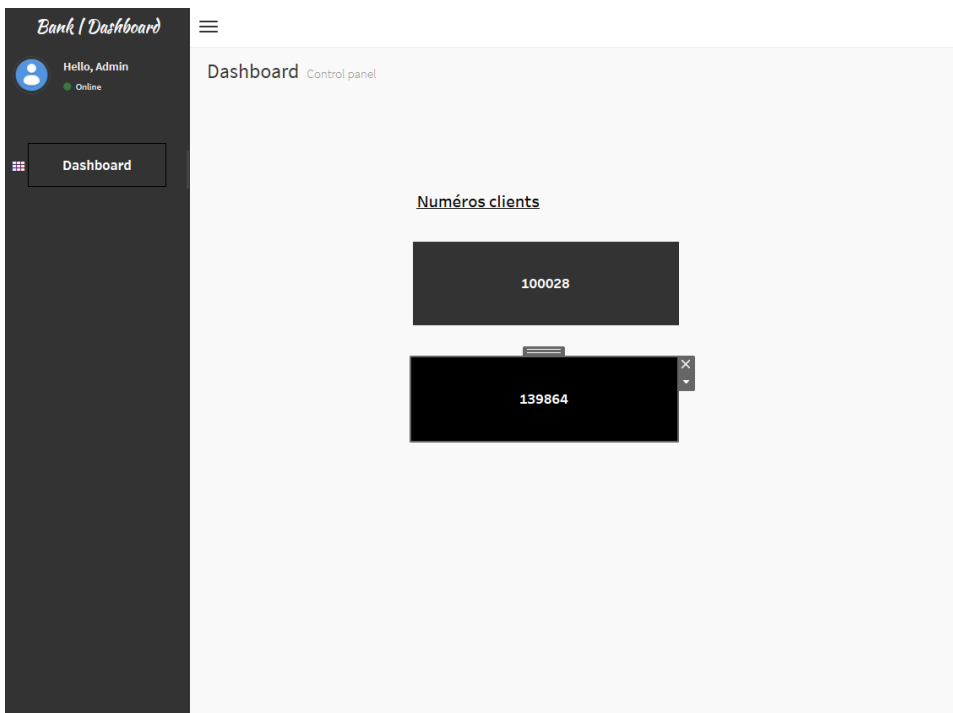 Bank | Dashboard
Hello, Admin
Online
Dashboard
Dashboard Control panel
Numéros clients
100028
139864